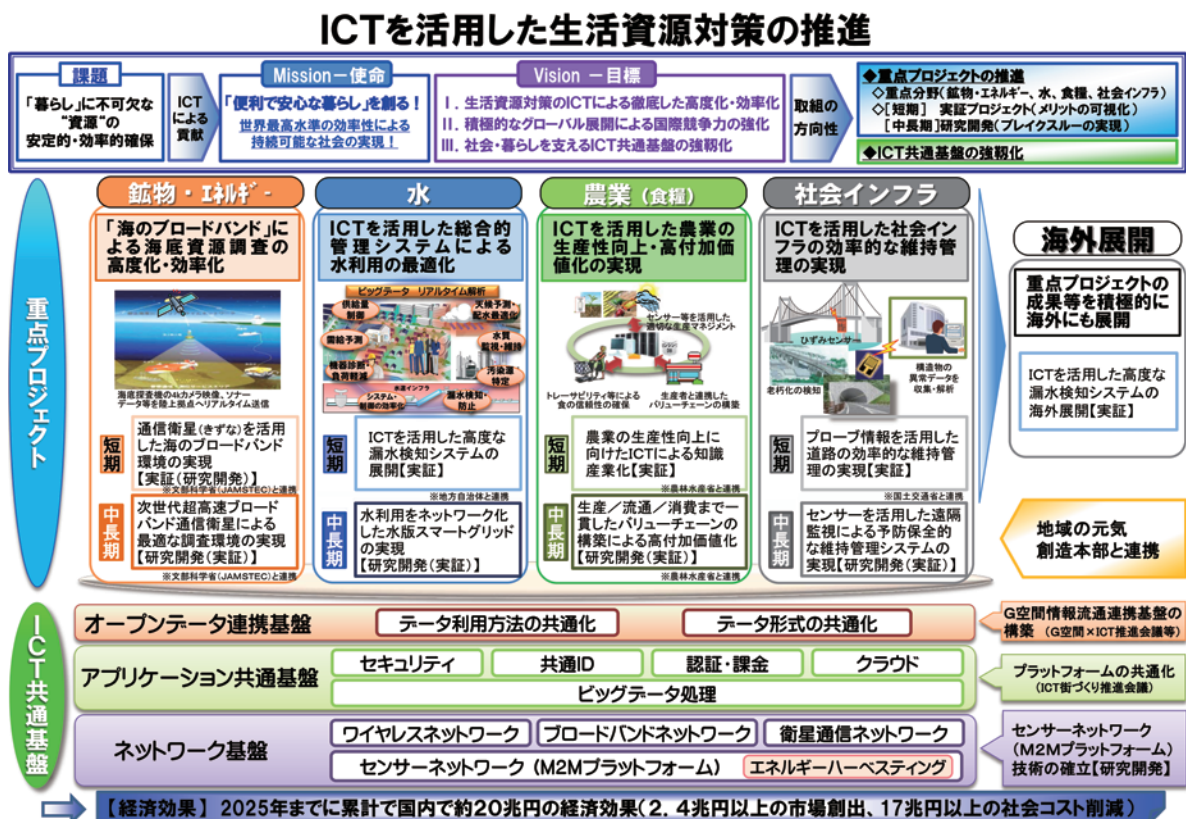 ICTを活用した生活資源対策の推進
課題
「暮らし」に不可欠な
“資源“の
安定的・効率的確保
ICT
による
貢献
Mission－使命
「便利で安心な暮らし」を創る！
世界最高水準の効率性による
持続可能な社会の実現！
Vision －目標
Ⅰ．生活資源対策のICTによる徹底した高度化・効率化
Ⅱ．積極的なグローバル展開による国際競争力の強化
Ⅲ．社会・暮らしを支えるICT共通基盤の強靭化
取組の
方向性
◆重点プロジェクトの推進
◇重点分野(鉱物・エネルギー、水、食糧、社会インフラ)
◇[短期] 実証プロジェクト(メリットの可視化)
[中長期]研究開発(ブレイクスルーの実現)
◆ICT共通基盤の強靭化
重点プロジェクト
鉱物・ｴﾈﾙｷﾞｰ
「海のブロードバンド」に
よる海底資源調査の
高度化・効率化
海底探査機の4kカメラ映像、ソナー
データ等を陸上拠点へリアルタイム送信
短期
通信衛星(きずな)を活用
した海のブロードバンド
環境の実現
【実証(研究開発)】
※文部科学省(JAMSTEC)と連携
中長期
次世代超高速ブロード
バンド通信衛星による
最適な調査環境の実現
【研究開発(実証)】
※文部科学省(JAMSTEC)と連携
水
ICTを活用した総合的
管理システムによる
水利用の最適化
ビッグデータ リアルタイム解析
供給量
制御
天候予測・
配水最適化
需給予測
水質
監視・維持
機器診断・
負荷軽減
汚染源
特定
水道インフラ
システム・
制御の効率化
漏水検知・
防止
短期
ICTを活用した高度な
漏水検知システムの
展開【実証】
※地方自治体と連携
中長期
水利用をネットワーク化
した水版スマートグリッド
の実現
【研究開発(実証)】
農業（食糧）
ICTを活用した農業の
生産性向上・高付加価
値化の実現
センサー等を活用した
適切な生産マネジメント
トレーサビリティ等による
食の信頼性の確保
生産者と連携した
バリューチェーンの構築
短期
農業の生産性向上に
向けたICTによる知識
産業化【実証】
※農林水産省と連携
中長期
生産／流通／消費まで一
貫したバリューチェーンの
構築による高付加価値化
【研究開発(実証)】
※農林水産省と連携
社会インフラ
ICTを活用した社会イ
ンフラの効率的な維持管
理の実現
ひずみセンサー
老朽化の検知
構造物の
異常データを
収集・解析
短期
プローブ情報を活用した
道路の効率的な維持管
理の実現【実証】
※国土交通省と連携
中長期
センサーを活用した遠隔
監視による予防保全的
な維持管理システムの
実現【研究開発(実証)】
海外展開
重点プロジェクトの
成果等を積極的に
海外にも展開
ICTを活用した高度な
漏水検知システムの
海外展開【実証】
地域の元気
創造本部と連携
ICT共通基盤
オープンデータ連携基盤
データ利用方法の共通化
データ形式の共通化
G空間情報流通連携基盤の
構築 (G空間×ICT推進会議等)
アプリケーション共通基盤
セキュリティ
共通ID
認証・課金
クラウド
ビッグデータ処理
プラットフォームの共通化
(ICT街づくり推進会議)
ネットワーク基盤
ワイヤレスネットワーク
ブロードバンドネットワーク
衛星通信ネットワーク
センサーネットワーク (M2Mプラットフォーム)
エネルギーハーベスティング
センサーネットワーク
(M2Mプラットフォーム)
技術の確立【研究開発】
【経済効果】 2025年までに累計で国内で約20兆円の経済効果(2.4兆円以上の市場創出、17兆円以上の社会コスト削減)